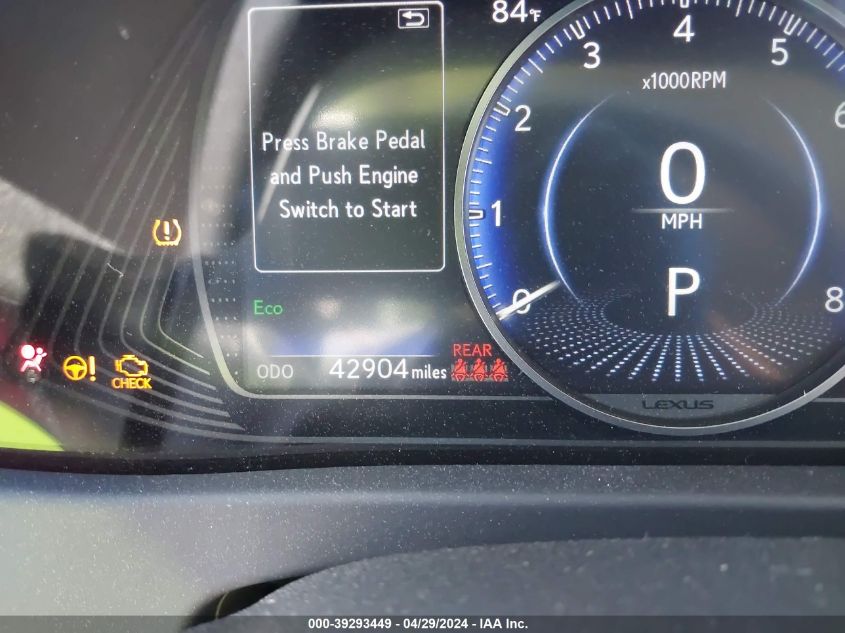 84°F
Press Brake Pedal
and Push Engine
Switch to Start
Eco
ODO 42904 miles
REAR
CHECK
4
3
5
x1000RPM
2
6
0
MPH
1
P
0
8
LEXUS
000-39293449 - 04/29/2024 - IAA Inc.